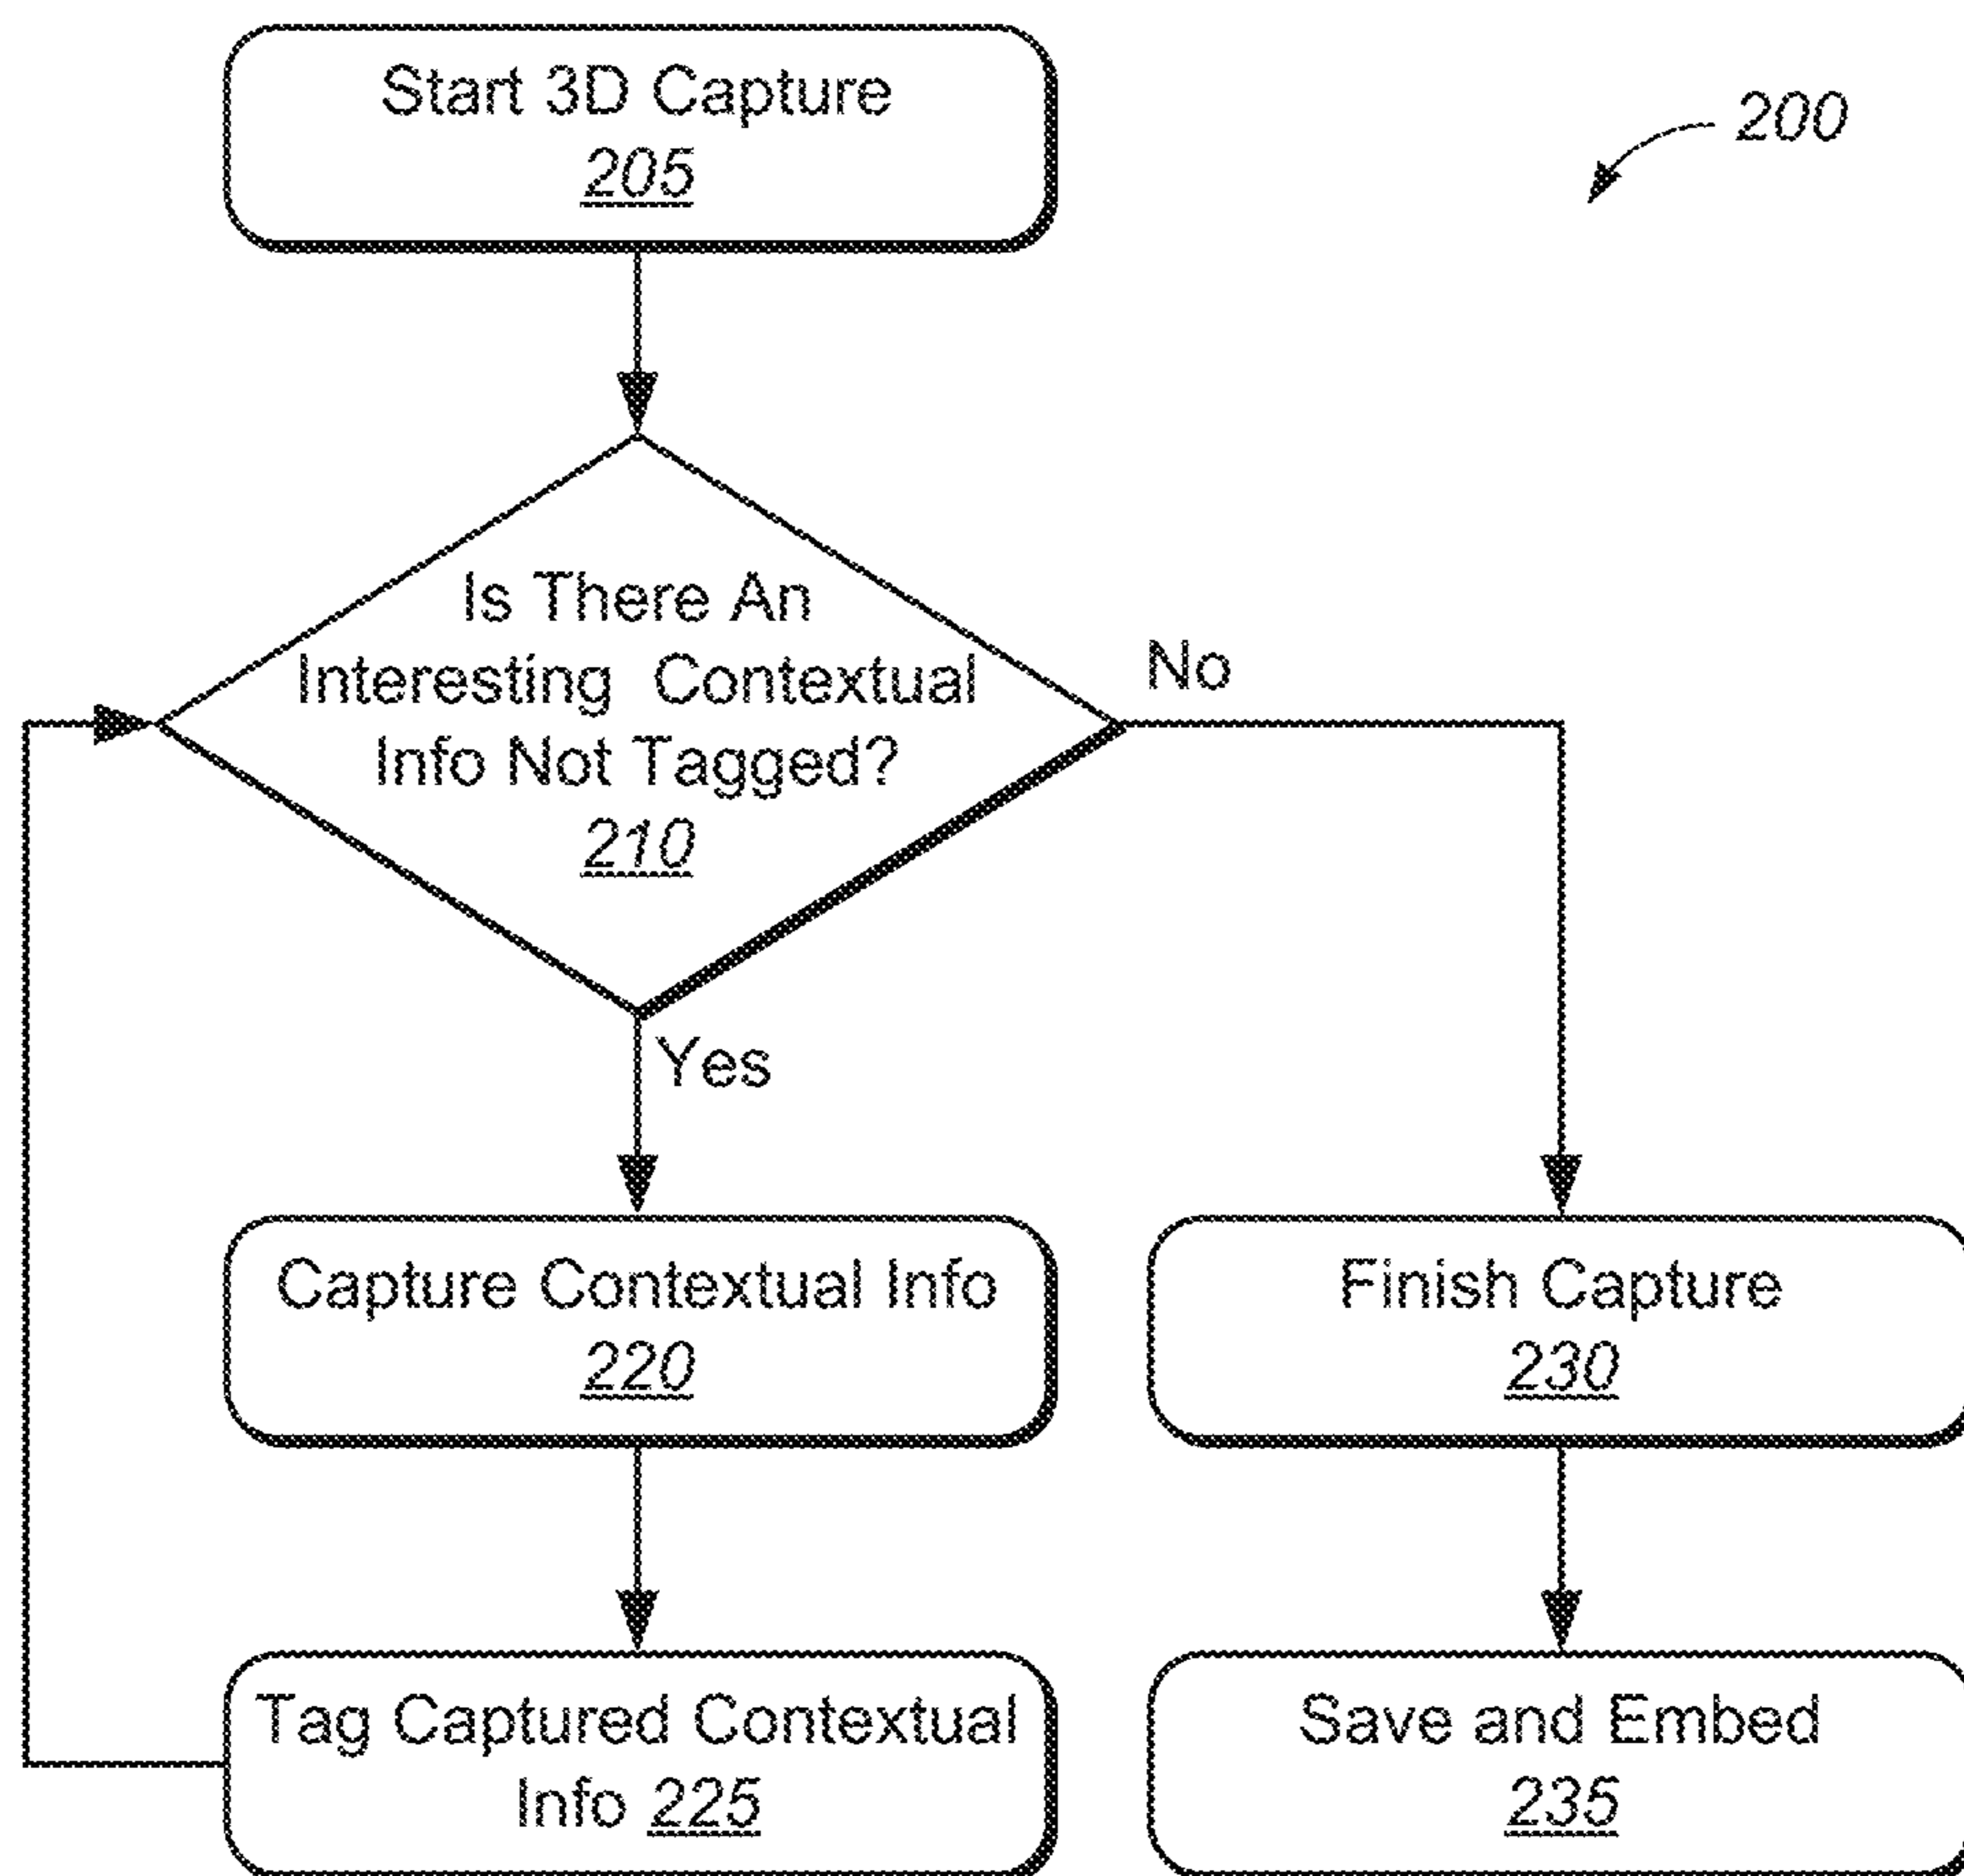 Start 3D Capture
205
200
Is There An
Interesting Contextual
Info Not Tagged?
210
No
Yes
Capture Contextual Info
220
Finish Capture
230
Tag Captured Contextual
Info 225
Save and Embed
235